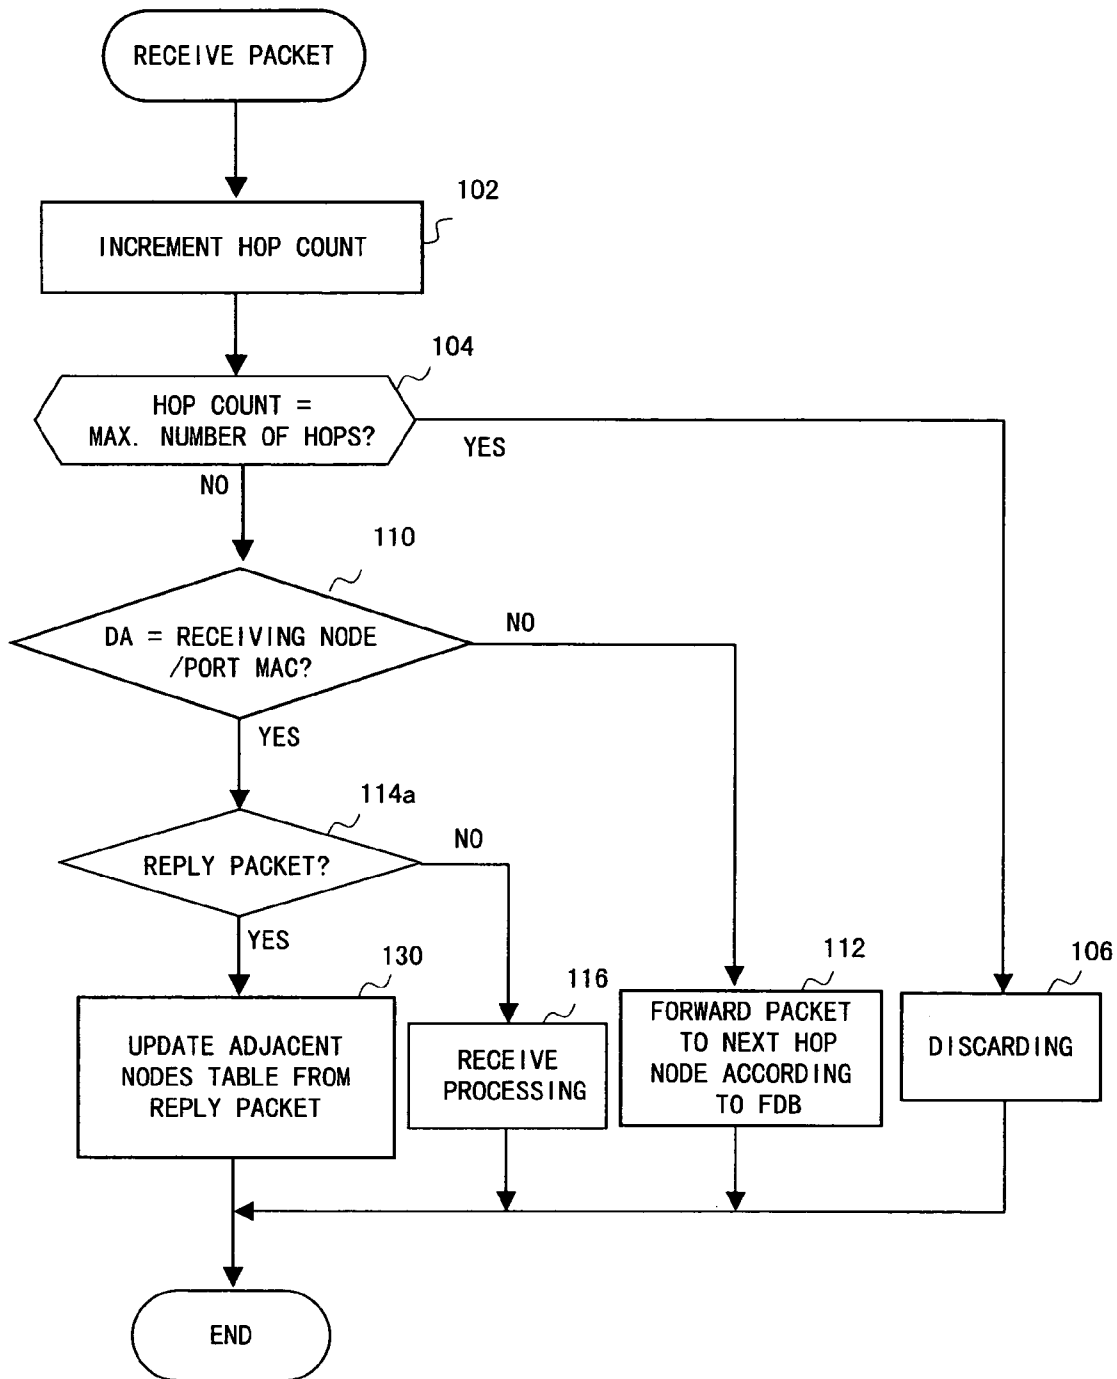 RECEIVE PACKET
102
INCREMENT HOP COUNT
104
HOP COUNT =
MAX. NUMBER OF HOPS?
YES
NO
110
DA = RECEIVING NODE
/PORT MAC?
NO
YES
114a
REPLY PACKET?
NO
YES
130
UPDATE ADJACENT
NODES TABLE FROM
REPLY PACKET
116
RECEIVE
PROCESSING
112
FORWARD PACKET
TO NEXT HOP
NODE ACCORDING
TO FDB
106
DISCARDING
END